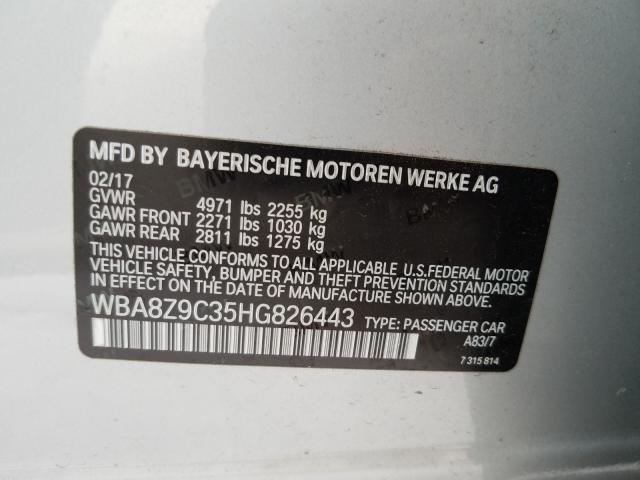 MFD BY BAYERISCHE MOTOREN WERKE AG
02/17
GVWR 4971 lbs 2255 kg
GAWR FRONT 2271 lbs 1030 kg
GAWR REAR 2811 lbs 1275 kg
THIS VEHICLE CONFORMS TO ALL APPLICABLE U.S.FEDERAL MOTOR
VEHICLE SAFETY, BUMPER AND THEFT PREVENTION STANDARDS
IN EFFECT ON THE DATE OF MANUFACTURE SHOWN ABOVE.
WBA8Z9C35HG826443 TYPE: PASSENGER CAR
A83/7
7 315 814